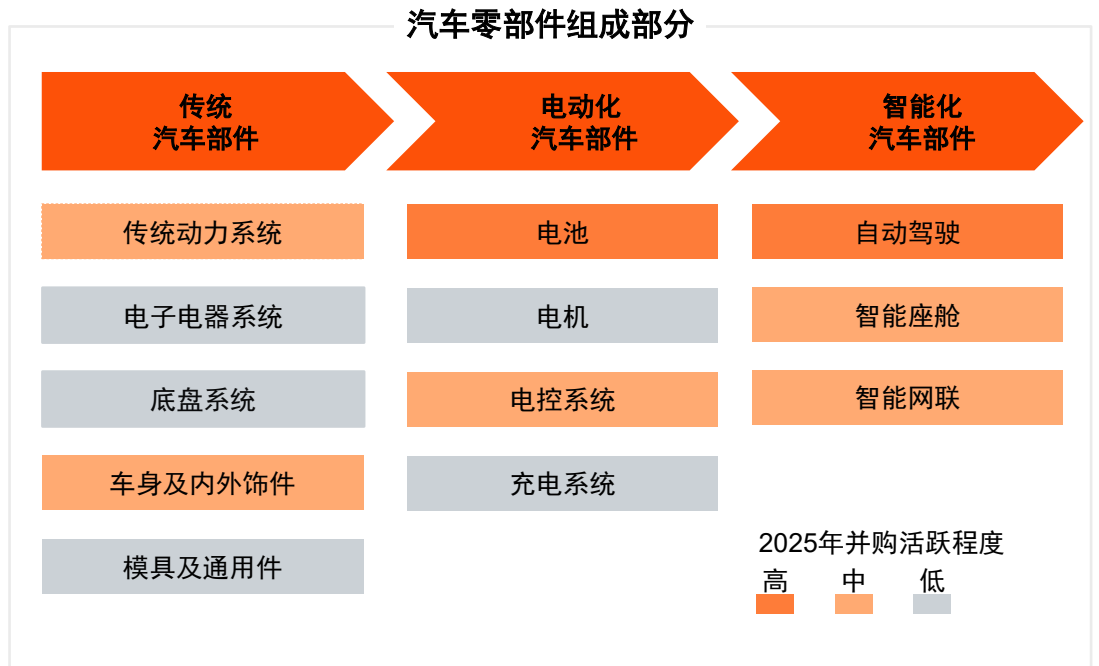 汽车零部件组成部分
传统
汽车部件
电动化
汽车部件
智能化
汽车部件
传统动力系统
电子电器系统
底盘系统
车身及内外饰件
模具及通用件
电池
电机
电控系统
充电系统
自动驾驶
智能座舱
智能网联
2025年并购活跃程度
高 中 低